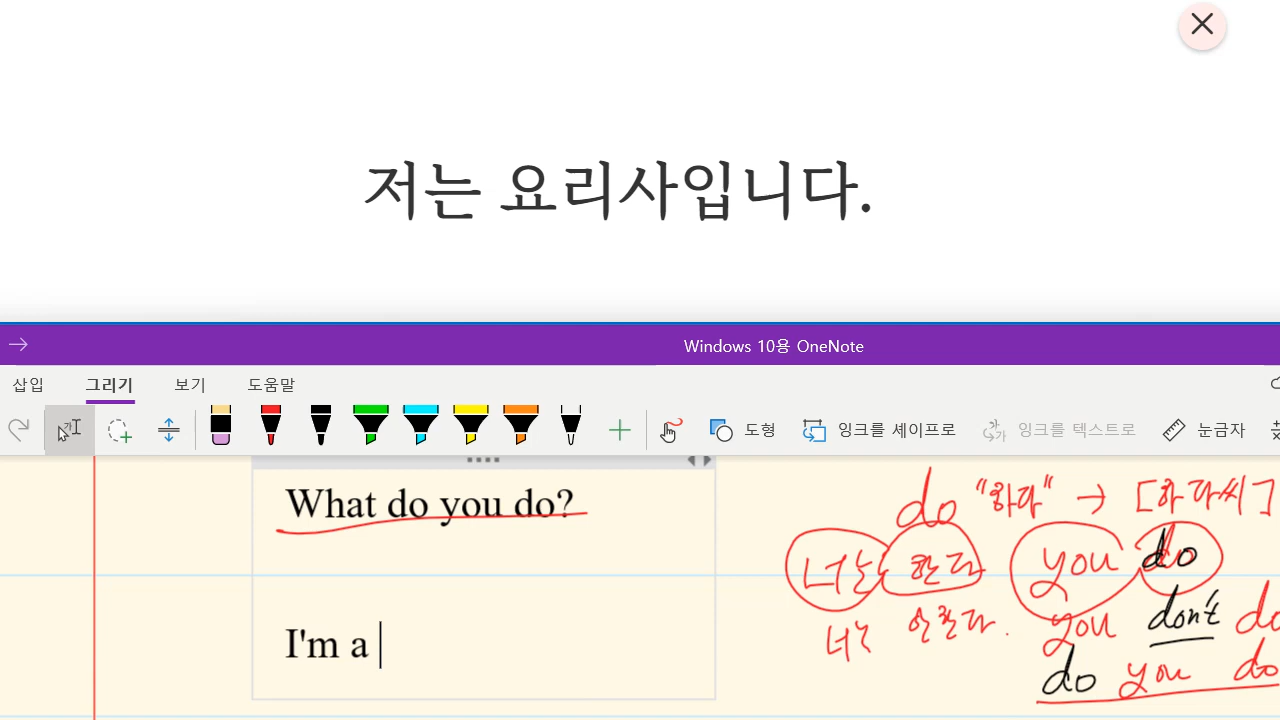 저는 요리사입니다.
Windows 10용 OneNote
삽입 그리기 보기 도움말
도형 잉크를 셰이프로 잉크를 텍스트로 눈금자
What do you do?
do "하다" → [하다씨]
너는 한다 you do
너는 안한다. you don't do
do you do
I'm a